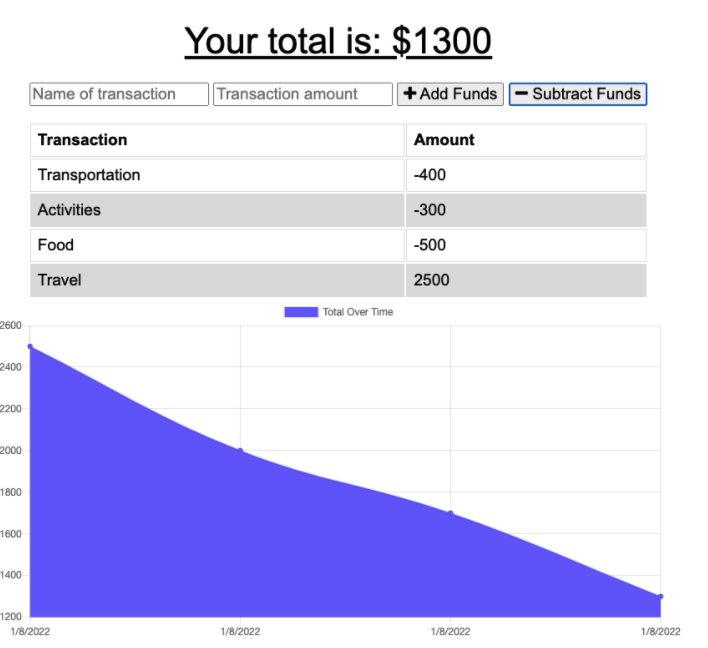 Your total is: $1300
Name of transaction Transaction amount + Add Funds − Subtract Funds
Transaction Amount
Transportation -400
Activities -300
Food -500
Travel 2500
Total Over Time
2600
2400
2200
2000
1800
1600
1400
1200
1/8/2022 1/8/2022 1/8/2022 1/8/2022